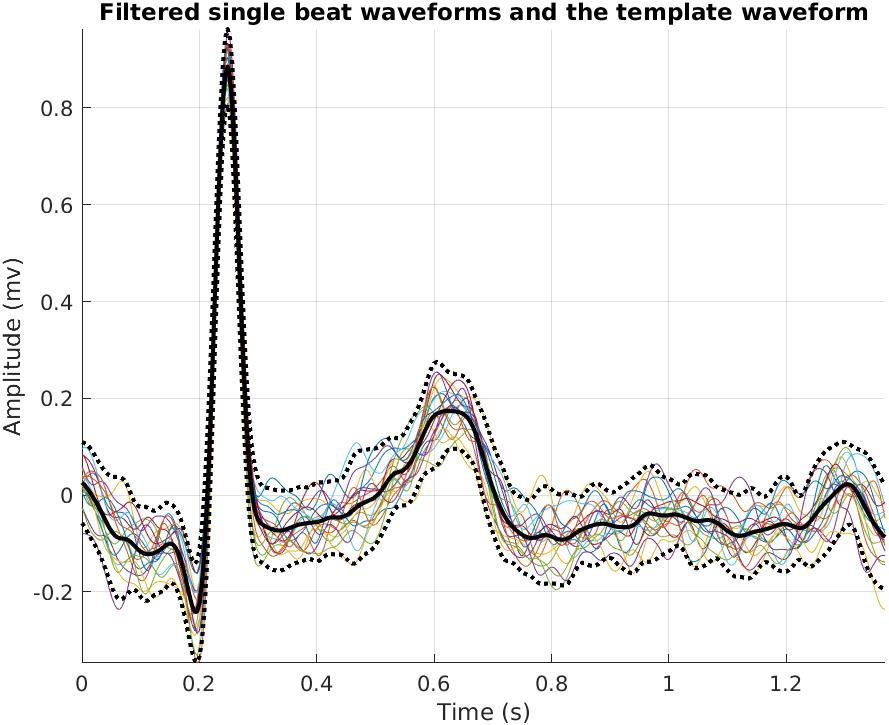 Filtered single beat waveforms and the template waveform
0.8
0.6
0.4
0.2
0
-0.2
Amplitude (mv)
0 0.2 0.4 0.6 0.8 1 1.2
Time (s)